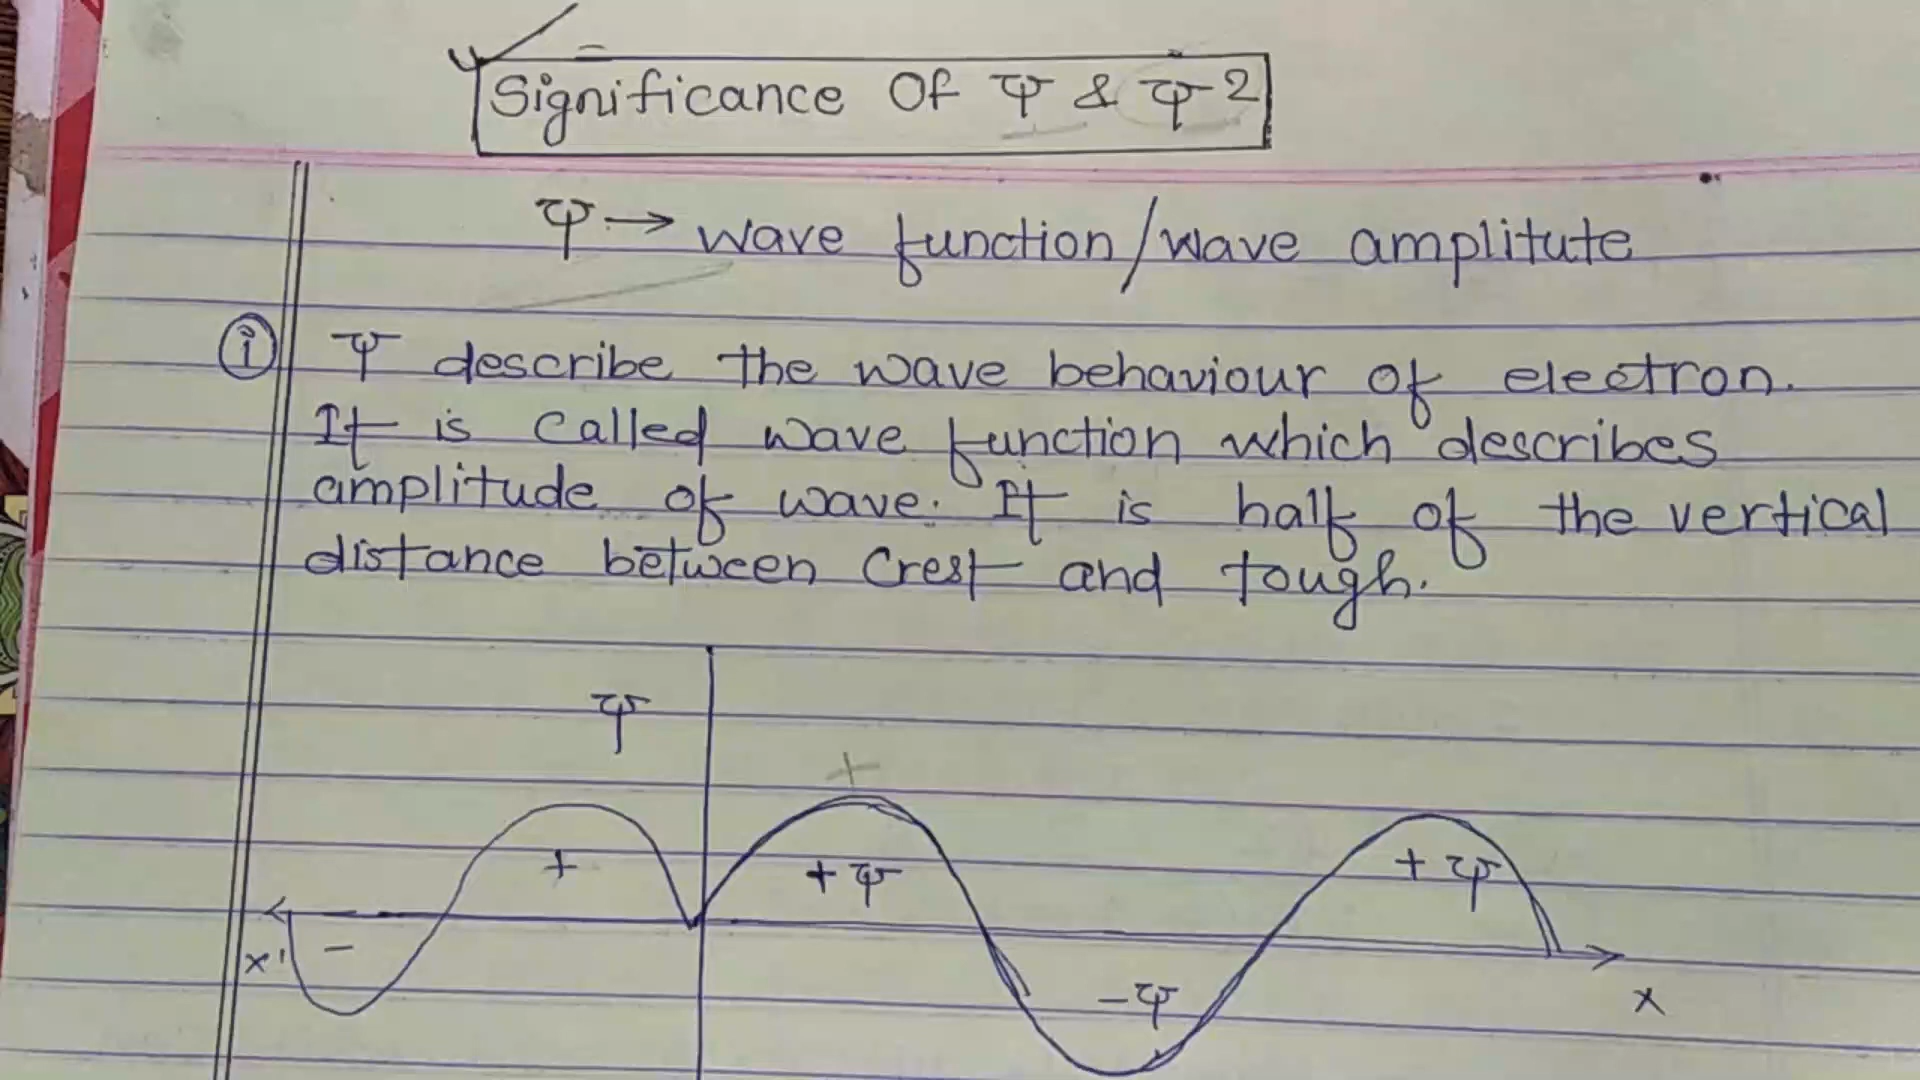 Significance Of Ψ & Ψ²
Ψ → wave function/wave amplitute
(i) Ψ describe the wave behaviour of electron.
It is called wave function which describes
amplitude of wave. It is half of the vertical
distance between crest and tough.
Ψ
+
+ + Ψ + Ψ
x' − − Ψ x